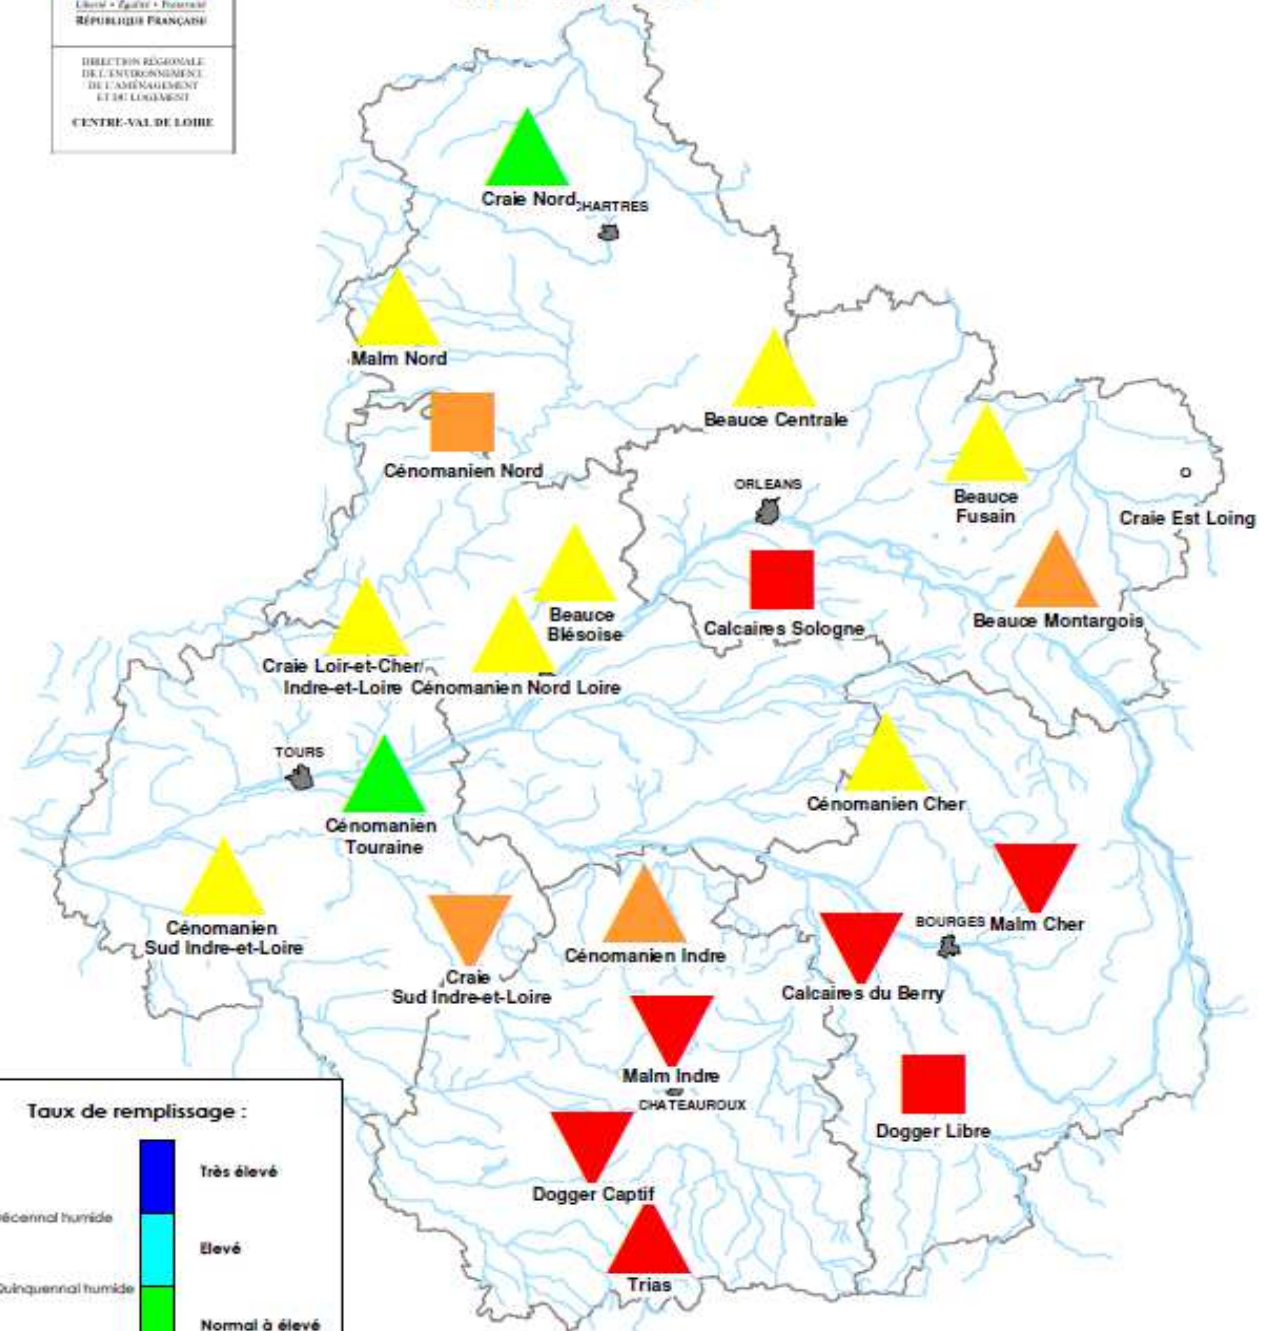 Liberté • Égalité • Fraternité
RÉPUBLIQUE FRANÇAISE
DIRECTION RÉGIONALE
DE L'ENVIRONNEMENT
DE L'AMÉNAGEMENT
ET DU LOGEMENT
CENTRE-VAL DE LOIRE
Craie Nord
CHARTRES
Malm Nord
Beauce Centrale
Cénomanien Nord
ORLEANS
Beauce
Fusain
Craie Est Loing
Beauce
Blésoise
Calcaires Sologne
Beauce Montargois
Craie Loir-et-Cher/
Indre-et-Loire
Cénomanien Nord Loire
TOURS
Cénomanien
Touraine
Cénomanien Cher
Cénomanien
Sud Indre-et-Loire
Craie
Sud Indre-et-Loire
Cénomanien Indre
BOURGES
Malm Cher
Calcaires du Berry
Malm Indre
CHATEAUROUX
Dogger Libre
Dogger Captif
Trias
Taux de remplissage :
Très élevé
écennal humide
Elevé
Quinquennal humide
Normal à élevé